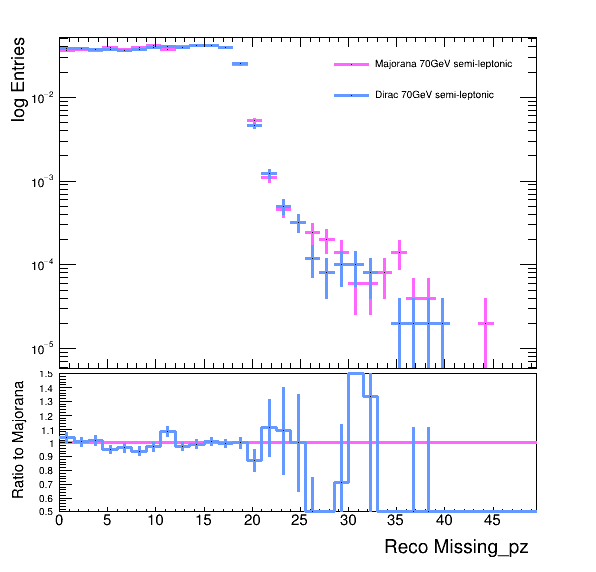 log Entries
Majorana 70GeV semi-leptonic
Dirac 70GeV semi-leptonic
10^-2
10^-3
10^-4
10^-5
Ratio to Majorana
1.5
1.4
1.3
1.2
1.1
1
0.9
0.8
0.7
0.6
0.5
0 5 10 15 20 25 30 35 40 45
Reco Missing_pz